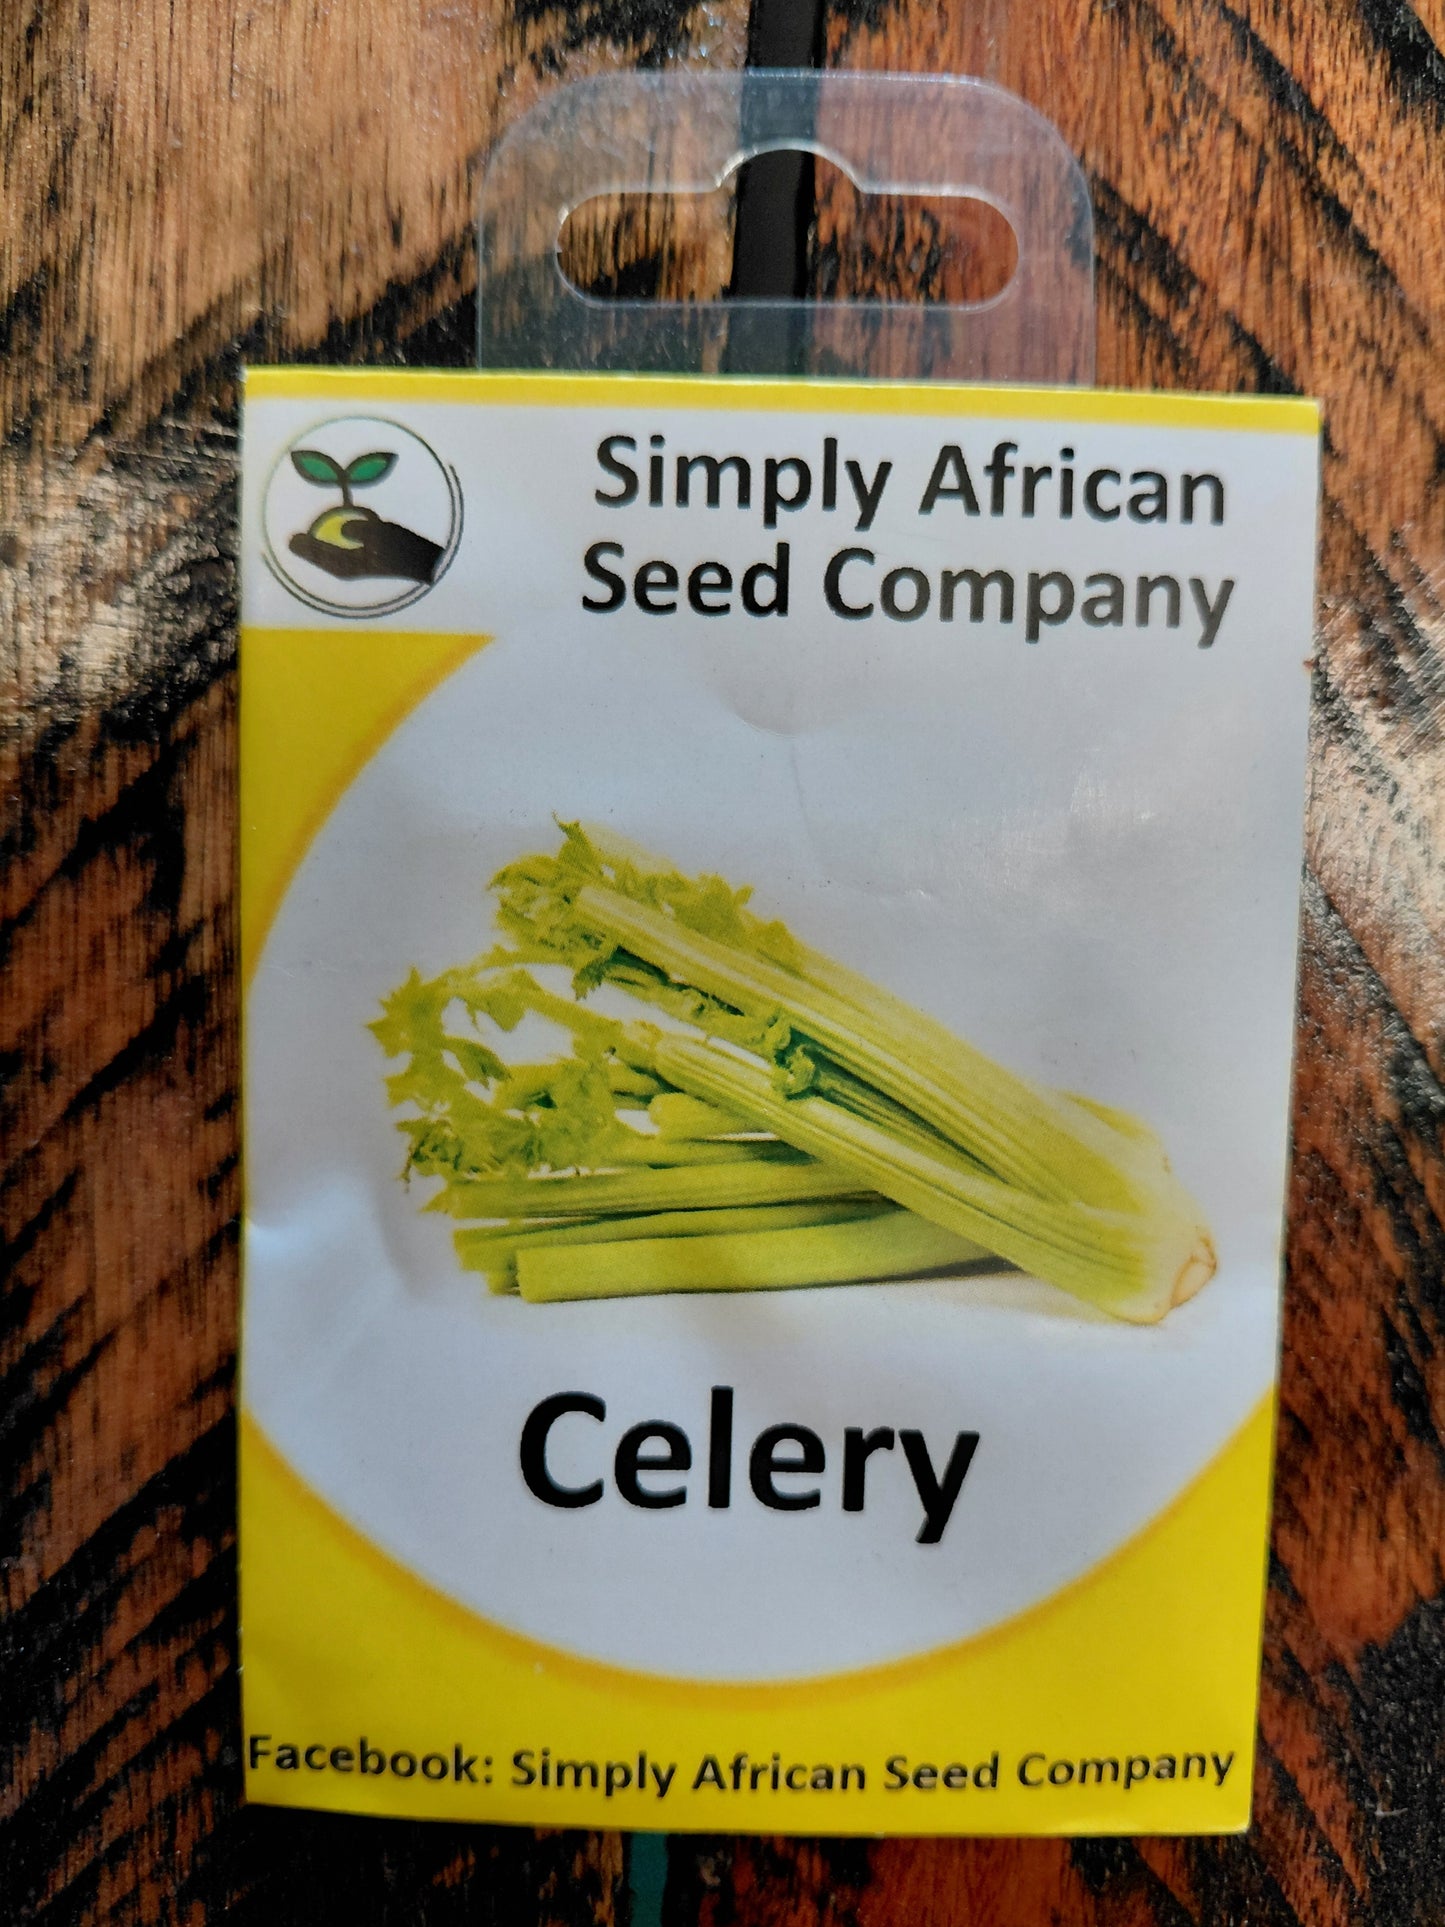 Simply African
Seed Company
Celery
Facebook: Simply African Seed Company